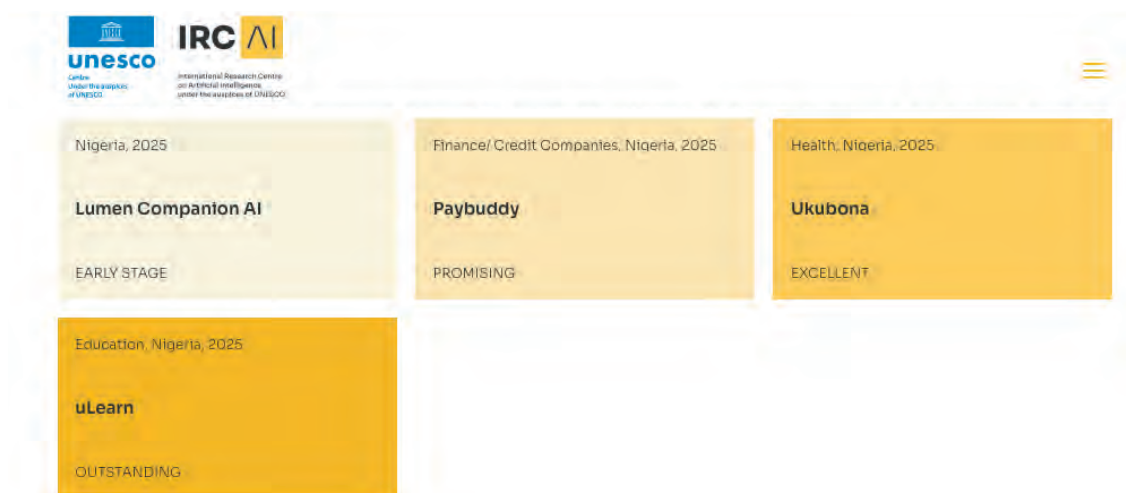 unesco
Centre
Under the auspices
of UNESCO
IRC AI
International Research Centre
on Artificial Intelligence
under the auspices of UNESCO
Nigeria, 2025
Lumen Companion AI
EARLY STAGE
Finance/ Credit Companies, Nigeria, 2025
Paybuddy
PROMISING
Health, Nigeria, 2025
Ukubona
EXCELLENT
Education, Nigeria, 2025
uLearn
OUTSTANDING